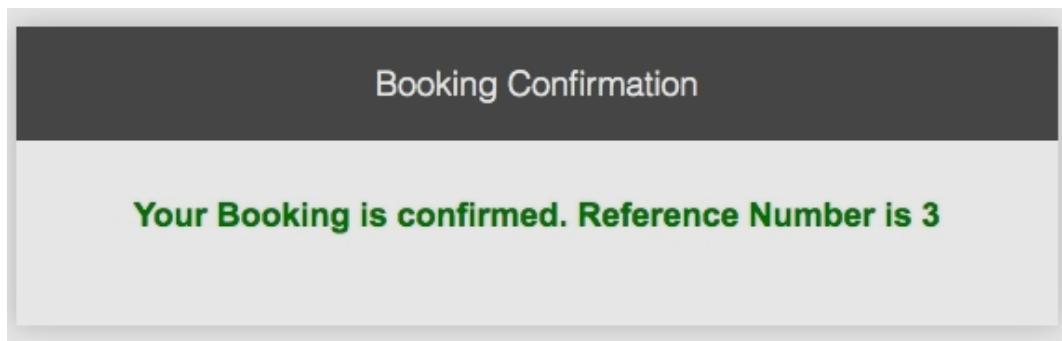 Booking Confirmation
Your Booking is confirmed. Reference Number is 3